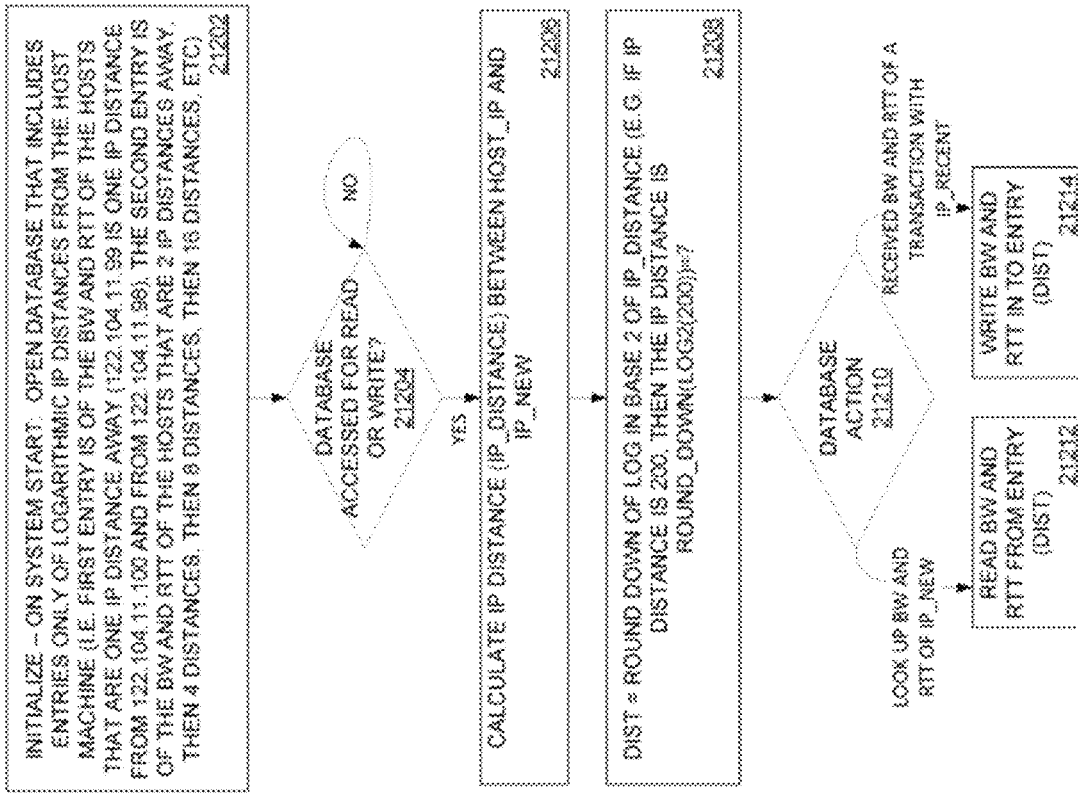 INITIALIZE – ON SYSTEM START. OPEN DATABASE THAT INCLUDES
ENTRIES ONLY OF LOGARITHMIC IP DISTANCES FROM THE HOST
MACHINE (I.E. FIRST ENTRY IS OF THE BW AND RTT OF THE HOSTS
THAT ARE ONE IP DISTANCE AWAY (122.104.11.99 IS ONE IP DISTANCE
FROM 122.104.11.100 AND FROM 122.104.11.98), THE SECOND ENTRY IS
OF THE BW AND RTT OF THE HOSTS THAT ARE 2 IP DISTANCES AWAY,
THEN 4 DISTANCES, THEN 8 DISTANCES, THEN 16 DISTANCES, ETC)
21202
DATABASE
ACCESSED FOR READ
OR WRITE?
21204
NO
YES
CALCULATE IP DISTANCE (IP_DISTANCE) BETWEEN HOST_IP AND
IP_NEW
21206
DIST = ROUND DOWN OF LOG IN BASE 2 OF IP_DISTANCE (E.G. IF IP
DISTANCE IS 200, THEN THE IP DISTANCE IS
ROUND_DOWN(LOG2(200))=7
21208
DATABASE
ACTION
21210
LOOK UP BW AND
RTT OF IP_NEW
RECEIVED BW AND RTT OF A
TRANSACTION WITH
IP_RECENT
READ BW AND
RTT FROM ENTRY
(DIST)
21212
WRITE BW AND
RTT IN TO ENTRY
(DIST)
21214